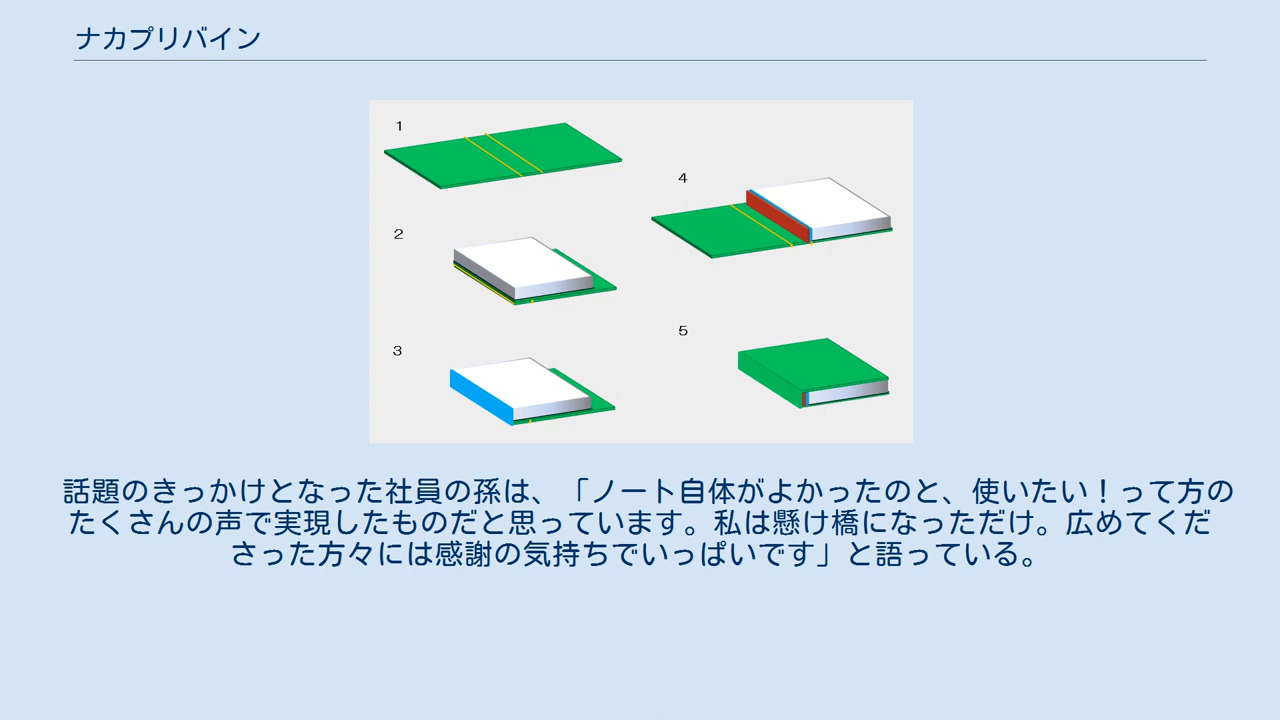 ナカプリバイン
1
2
3
4
5
話題のきっかけとなった社員の孫は、「ノート自体がよかったのと、使いたい！って方の
たくさんの声で実現したものだと思っています。私は懸け橋になっただけ。広めてくだ
さった方々には感謝の気持ちでいっぱいです」と語っている。